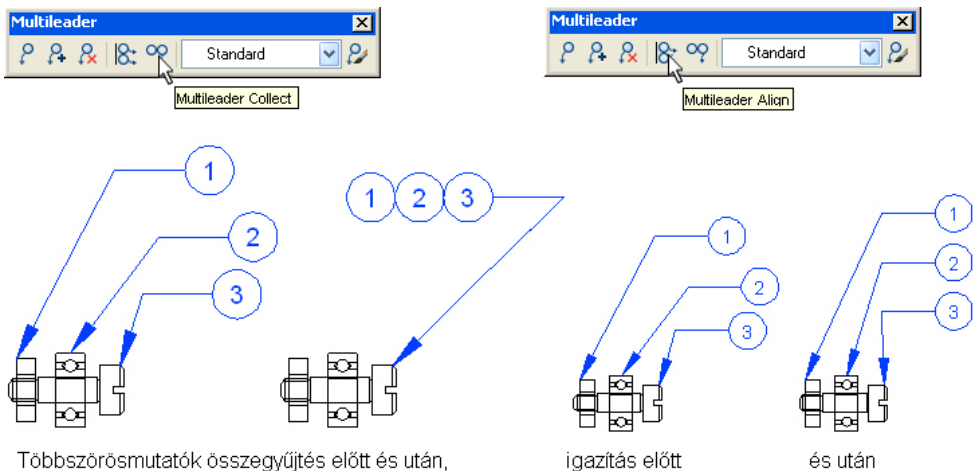 Multileader
Standard
Multileader Collect
Multileader
Standard
Multileader Align
1
2
3
1 2 3
1
2
3
1
2
3
Többszörösmutatók összegyűjtés előtt és után,
igazítás előtt
és után